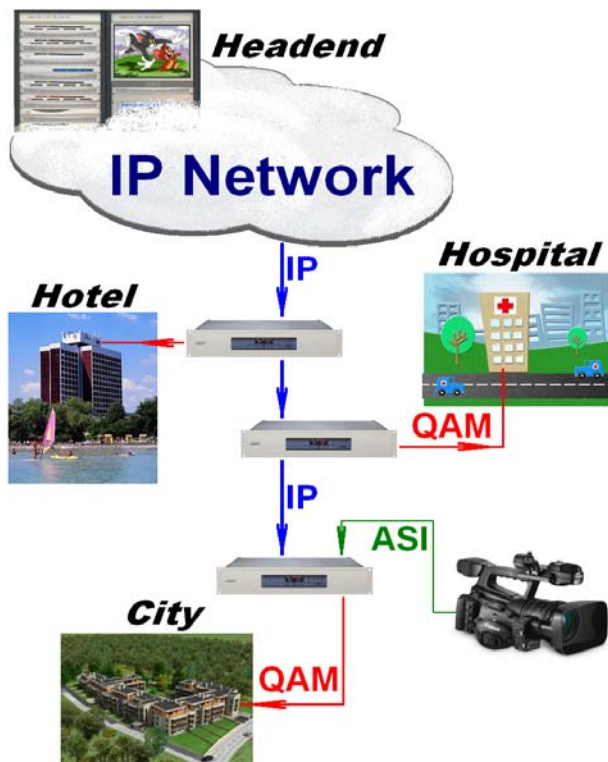 Headend
IP Network
IP
Hospital
Hotel
QAM
IP
ASI
City
QAM